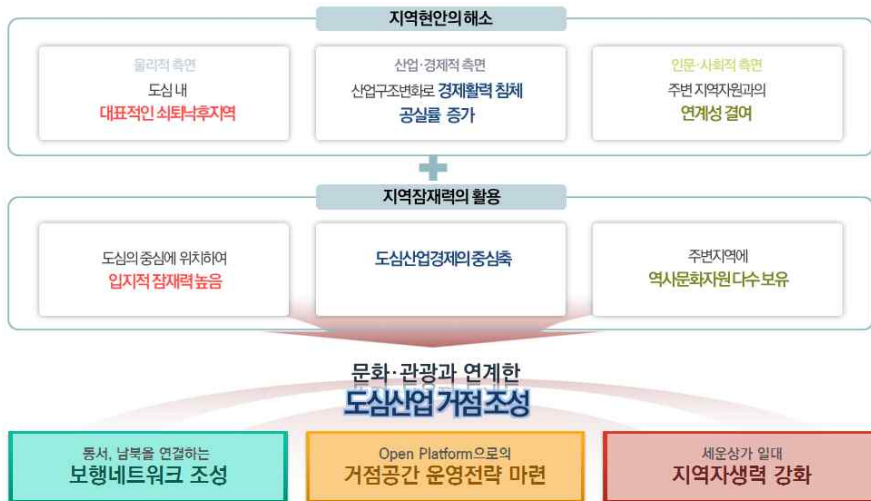 지역현안의 해소
물리적 측면
도심 내
대표적인 쇠퇴낙후지역
산업·경제적 측면
산업구조변화로 경제활력 침체
공실률 증가
인문·사회적 측면
주변 지역자원과의
연계성 결여
지역잠재력의 활용
도심의 중심에 위치하여
입지적 잠재력 높음
도심산업경제의 중심축
주변지역에
역사문화자원 다수 보유
문화·관광과 연계한
도심산업 거점 조성
동서, 남북을 연결하는
보행네트워크 조성
Open Platform으로의
거점공간 운영전략 마련
세운상가 일대
지역자생력 강화